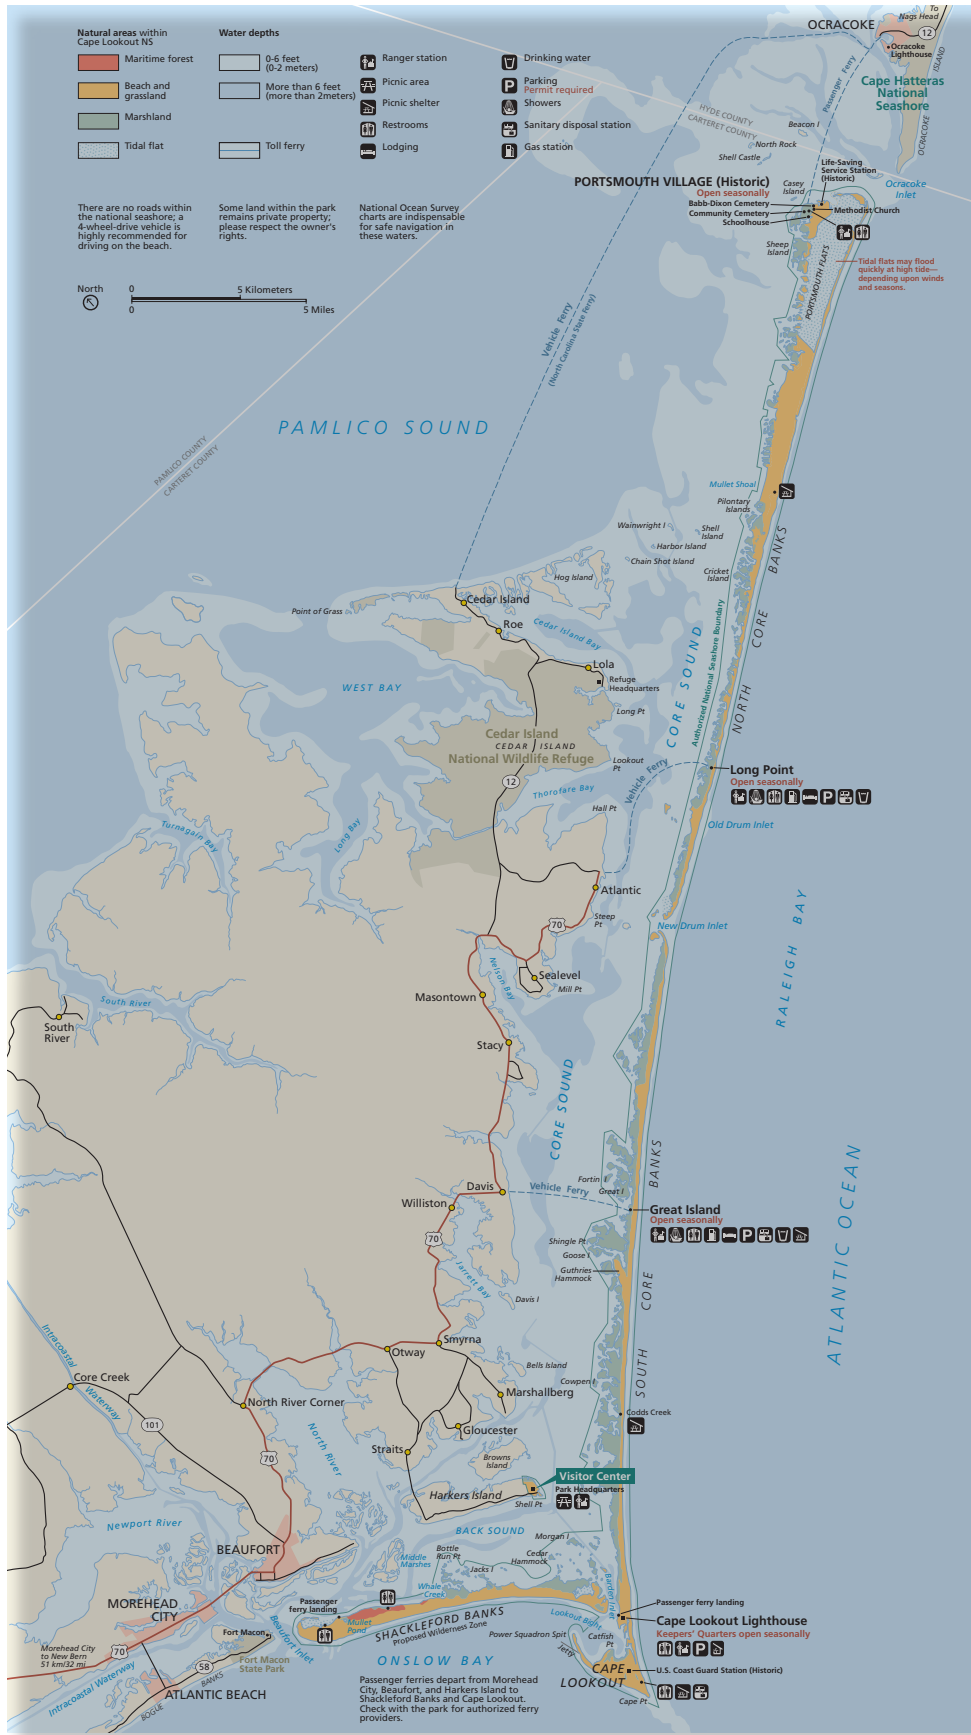 Natural areas within
Cape Lookout NS
Maritime forest
Beach and
grassland
Marshland
Tidal flat
Water depths
0-6 feet
(0-2 meters)
More than 6 feet
(more than 2meters)
Toll ferry
Ranger station
Picnic area
Picnic shelter
Restrooms
Lodging
Drinking water
Parking
Permit required
Showers
Sanitary disposal station
Gas station
There are no roads within
the national seashore; a
4-wheel-drive vehicle is
highly recommended for
driving on the beach.
Some land within the park
remains private property;
please respect the owner's
rights.
National Ocean Survey
charts are indispensable
for safe navigation in
these waters.
North
0
5 Kilometers
0
5 Miles
To
Nags Head
OCRACOKE
12
Ocracoke
Lighthouse
Cape Hatteras
National
Seashore
OCRACOKE ISLAND
Passenger Ferry
HYDE COUNTY
CARTERET COUNTY
Beacon I
North Rock
Shell Castle
Life-Saving
Service Station
(Historic)
PORTSMOUTH VILLAGE (Historic)
Open seasonally
Casey
Island
Ocracoke
Inlet
Babb-Dixon Cemetery
Community Cemetery
Schoolhouse
Methodist Church
Sheep
Island
PORTSMOUTH FLATS
Tidal flats may flood
quickly at high tide—
depending upon winds
and seasons.
Vehicle Ferry
(North Carolina State Ferry)
PAMLICO SOUND
PAMLICO COUNTY
CARTERET COUNTY
Mullet Shoal
Pilontary
Islands
Wainwright I
Shell
Island
Harbor Island
Chain Shot Island
Cricket
Island
Hog Island
NORTH CORE BANKS
Point of Grass
Cedar Island
Roe
Cedar Island Bay
Lola
Refuge
Headquarters
WEST BAY
Long Pt
CORE SOUND
Authorized National Seashore Boundary
Cedar Island
CEDAR ISLAND
National Wildlife Refuge
Lookout
Pt
12
Vehicle Ferry
Long Point
Open seasonally
Thorofare Bay
Hall Pt
Old Drum Inlet
Turnagain Bay
Long Bay
Atlantic
Steep
Pt
70
New Drum Inlet
RALEIGH BAY
Nelson Bay
Sealevel
Mill Pt
Masontown
South River
South
River
Stacy
CORE SOUND
Davis
Vehicle Ferry
Fortin I
Great I
Great Island
Open seasonally
Williston
70
Shingle Pt
Goose I
Guthries
Hammock
Jarrett Bay
Davis I
SOUTH CORE BANKS
ATLANTIC OCEAN
Smyrna
Otway
Bells Island
Cowpen I
Marshallberg
Codds Creek
Intracoastal Waterway
Core Creek
North River Corner
101
Gloucester
North River
70
Straits
Browns
Island
Visitor Center
Park Headquarters
Harkers Island
Shell Pt
Newport River
BACK SOUND
Morgan I
BEAUFORT
Middle
Marshes
Bottle
Run Pt
Cedar
Hammock
Jacks I
Whale
Creek
Barden Inlet
MOREHEAD
CITY
Passenger
ferry landing
Mullet
Pond
SHACKLEFORD BANKS
Proposed Wilderness Zone
Lookout Bight
Passenger ferry landing
Cape Lookout Lighthouse
Keepers' Quarters open seasonally
Power Squadron Spit
Catfish
Pt
Jetty
Fort Macon
Beaufort Inlet
Fort Macon
State Park
Morehead City
to New Bern
51 km/32 mi
70
58
ONSLOW BAY
CAPE
LOOKOUT
U.S. Coast Guard Station (Historic)
Intracoastal Waterway
ATLANTIC BEACH
BOGUE BANKS
Cape Pt
Passenger ferries depart from Morehead
City, Beaufort, and Harkers Island to
Shackleford Banks and Cape Lookout.
Check with the park for authorized ferry
providers.